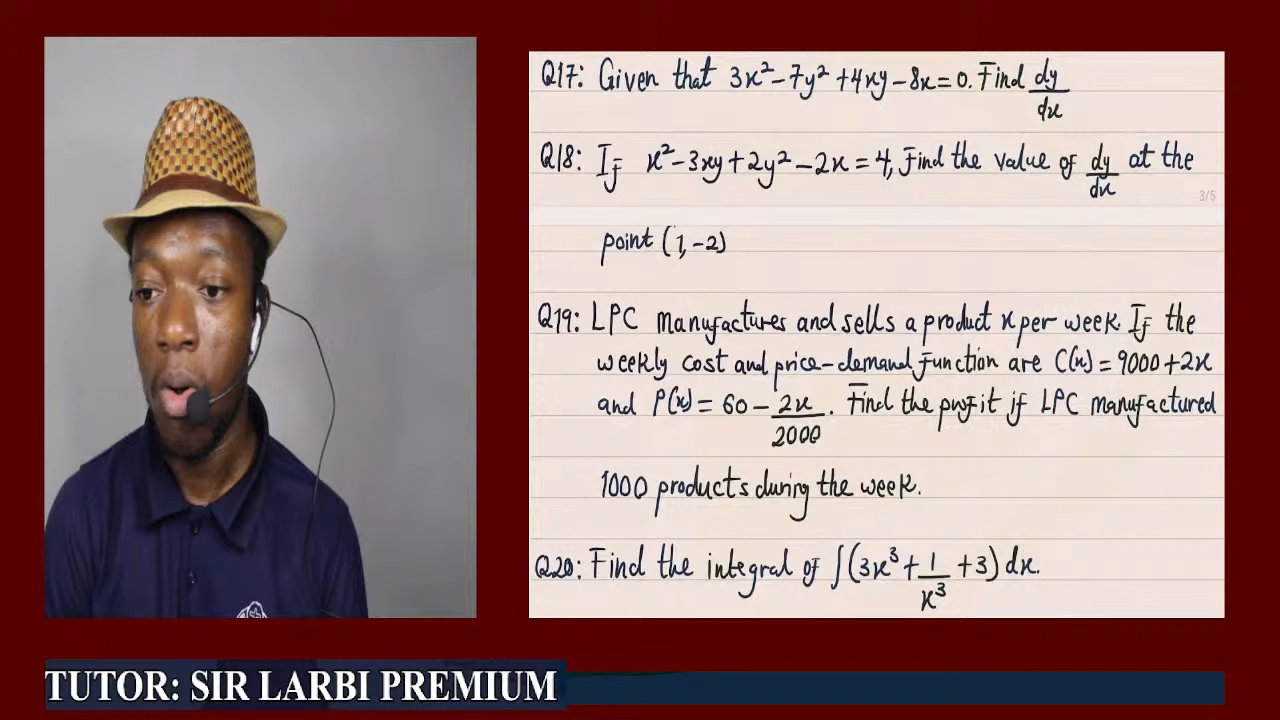 Q17: Given that 3x² - 7y² + 4xy - 8x = 0. Find dy/dx
Q18: If x² - 3xy + 2y² - 2x = 4, find the value of dy/dx at the
3/5
point (1, -2)
Q19: LPC manufactures and sells a product x per week. If the
weekly cost and price-demand function are C(x) = 9000 + 2x
and P(x) = 60 - 2x/2000. Find the profit if LPC manufactured
1000 products during the week.
Q20: Find the integral of ∫(3x³ + 1/x³ + 3) dx.
TUTOR: SIR LARBI PREMIUM